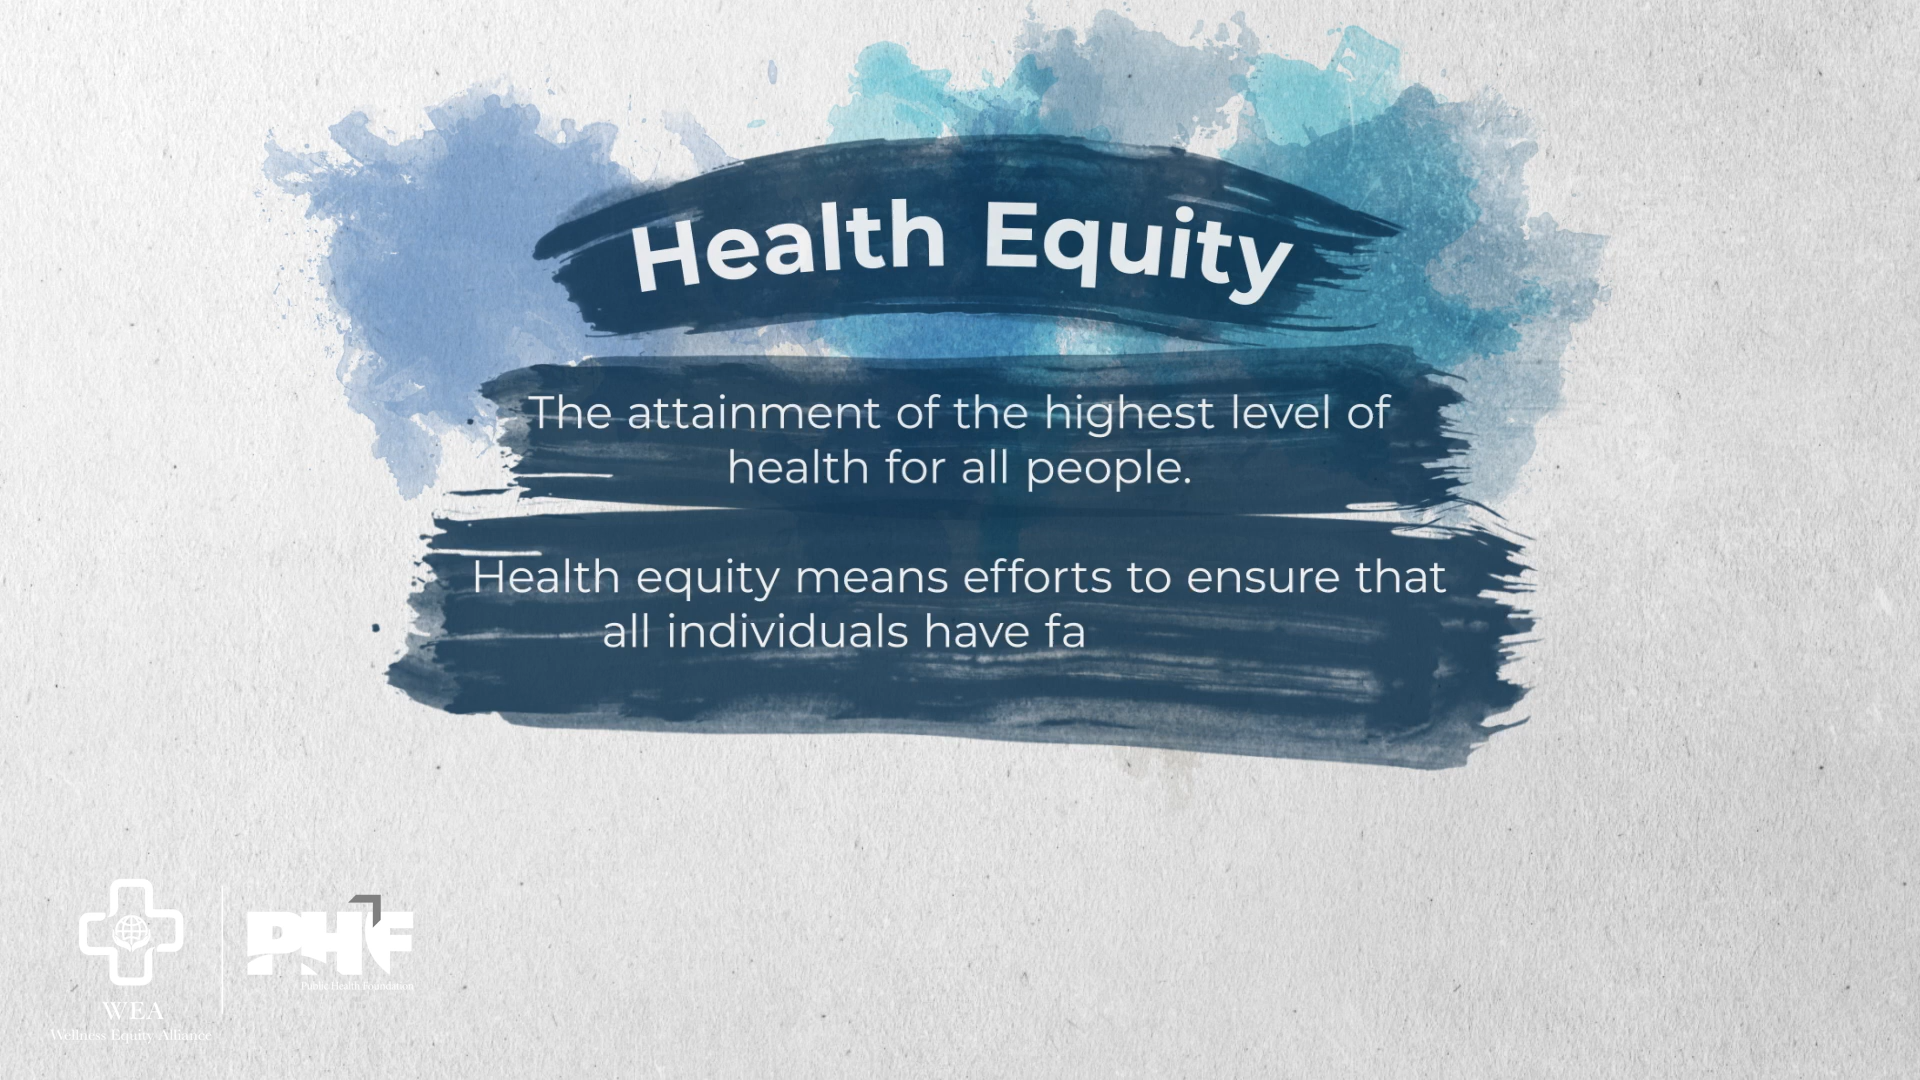 Health Equity
The attainment of the highest level of
health for all people.
Health equity means efforts to ensure that
all individuals have fa
WEA
Wellness Equity Alliance
PHF
Public Health Foundation